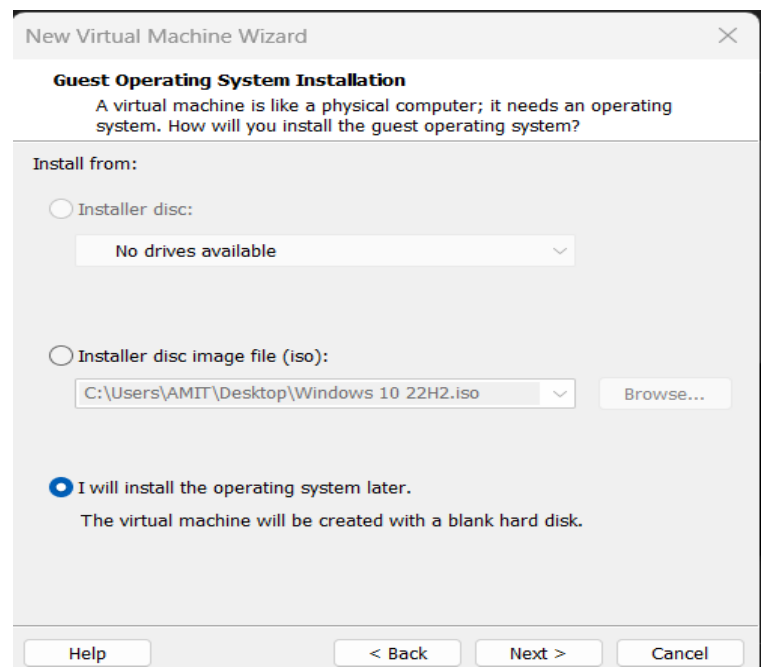 New Virtual Machine Wizard
Guest Operating System Installation
A virtual machine is like a physical computer; it needs an operating
system. How will you install the guest operating system?
Install from:
Installer disc:
No drives available
Installer disc image file (iso):
C:\Users\AMIT\Desktop\Windows 10 22H2.iso
Browse...
I will install the operating system later.
The virtual machine will be created with a blank hard disk.
Help
< Back
Next >
Cancel